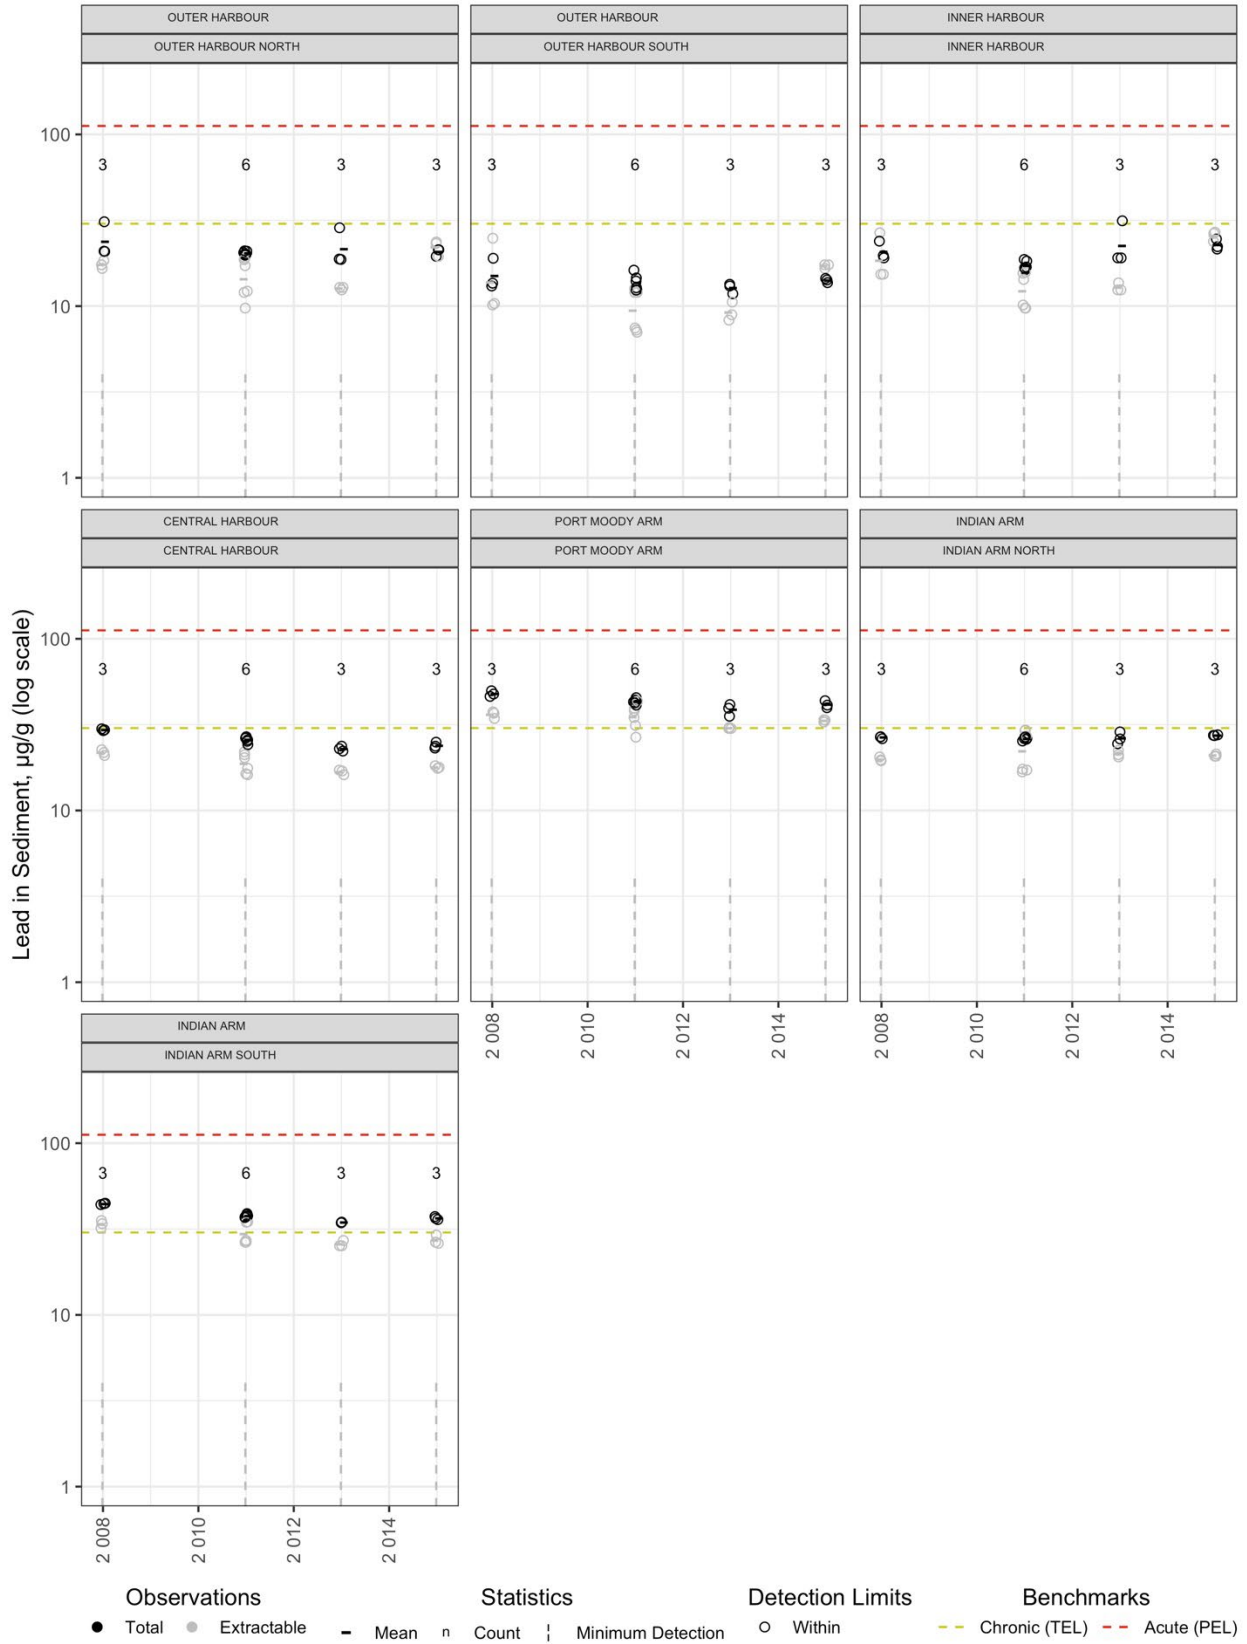 OUTER HARBOUR
OUTER HARBOUR NORTH
OUTER HARBOUR
OUTER HARBOUR SOUTH
INNER HARBOUR
INNER HARBOUR
100
10
1
3 6 3 3
3 6 3 3
3 6 3 3
CENTRAL HARBOUR
CENTRAL HARBOUR
PORT MOODY ARM
PORT MOODY ARM
INDIAN ARM
INDIAN ARM NORTH
Lead in Sediment, µg/g (log scale)
100
10
1
3 6 3 3
3 6 3 3
3 6 3 3
2 008 2 010 2 012 2 014
2 008 2 010 2 012 2 014
INDIAN ARM
INDIAN ARM SOUTH
100
10
1
3 6 3 3
2 008 2 010 2 012 2 014
Observations
Total Extractable
Statistics
Mean n Count Minimum Detection
Detection Limits
Within
Benchmarks
Chronic (TEL) Acute (PEL)